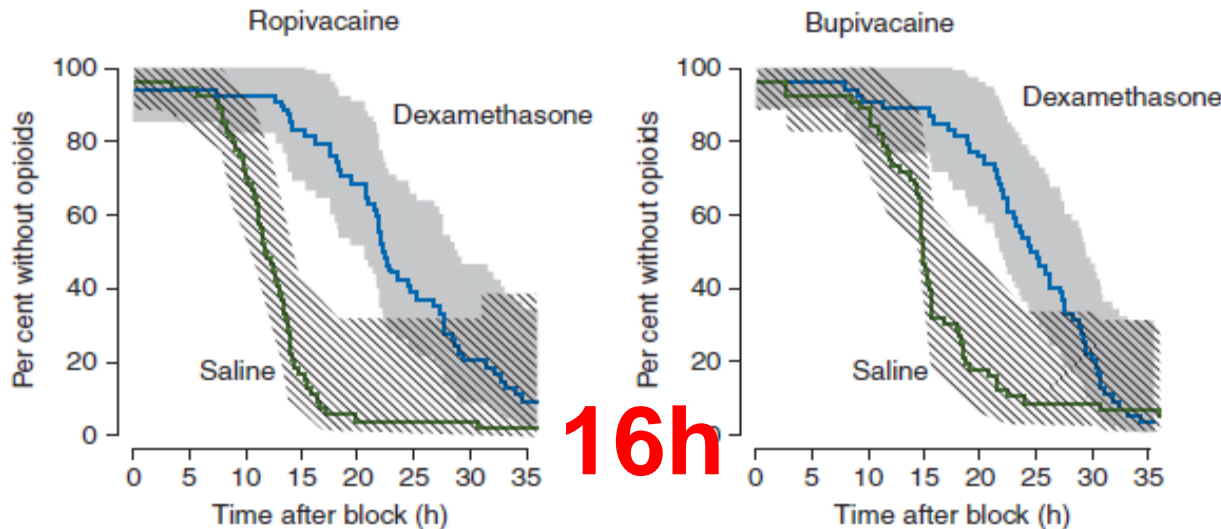 Ropivacaine
Per cent without opioids
100
80
60
40
20
0
Dexamethasone
Saline
0 5 10 15 20 25 30 35
Time after block (h)
16h
Bupivacaine
Per cent without opioids
100
80
60
40
20
Dexamethasone
Saline
0 5 10 15 20 25 30 35
Time after block (h)